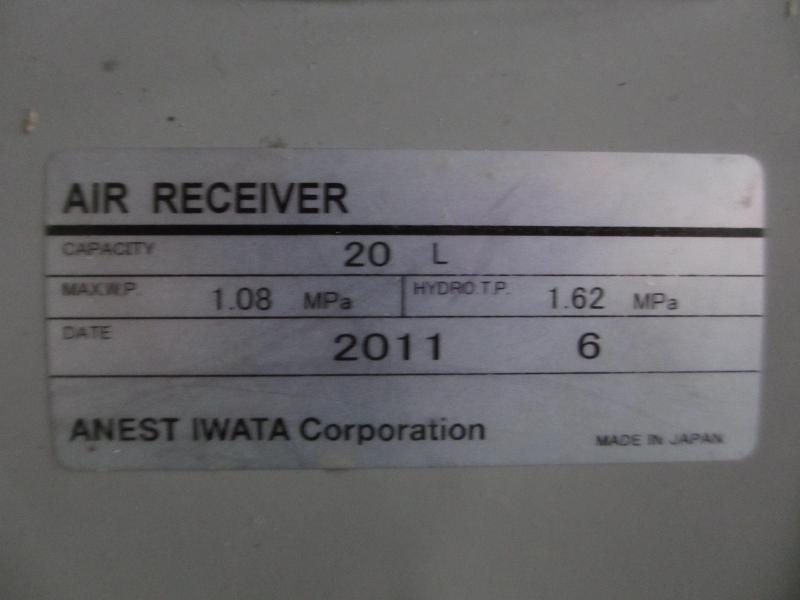 AIR RECEIVER
CAPACITY 20 L
MAX.W.P. 1.08 MPa HYDRO.T.P. 1.62 MPa
DATE 2011 6
ANEST IWATA Corporation MADE IN JAPAN